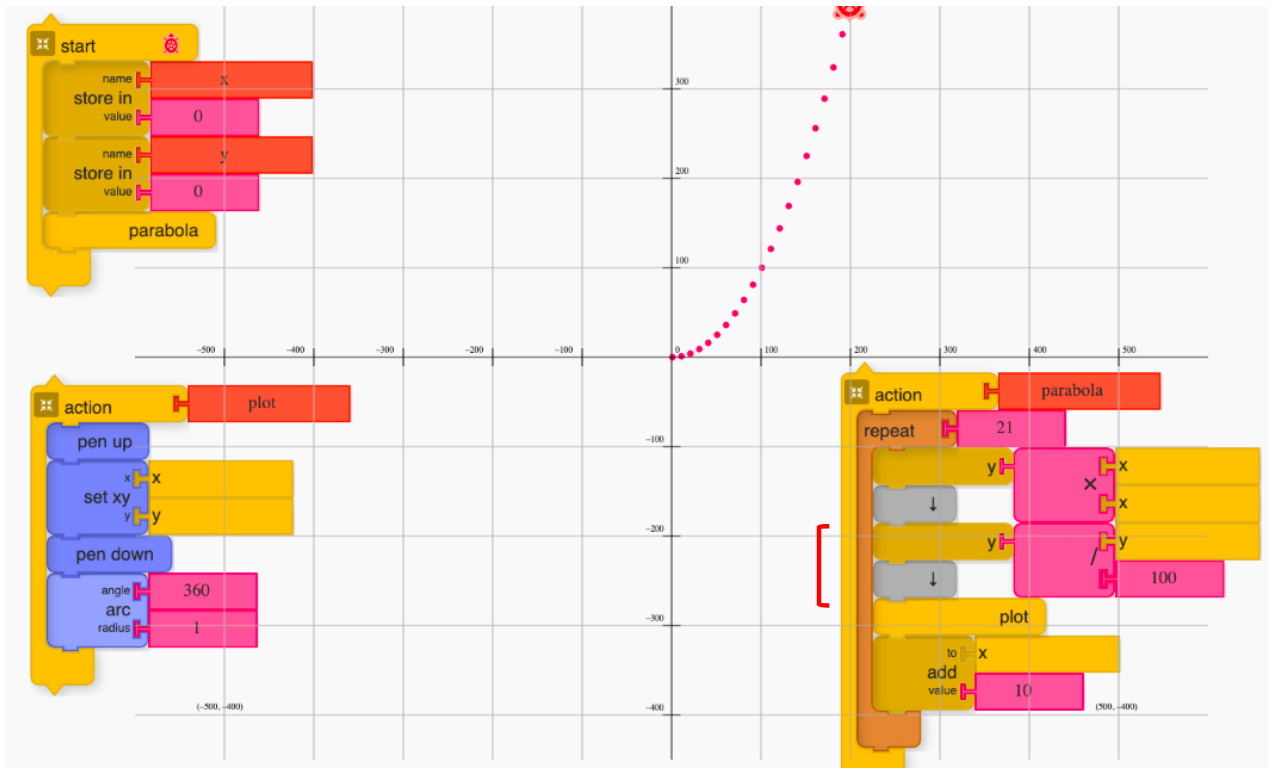 start
name x
store in
value 0
name y
store in
value 0
parabola
action plot
pen up
x x
set xy
y y
pen down
angle 360
arc
radius 1
300
200
100
-500 -400 -300 -200 -100 0 100 200 300 400 500
-100
-200
-300
-400
(-500, -400) (500, -400)
action parabola
repeat 21
y × x
x
↓
y / y
100
↓
plot
to x
add
value 10